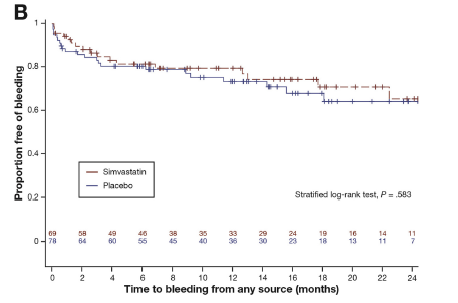 B
Proportion free of bleeding
1
0.8
0.6
0.4
0.2
0
Simvastatin
Placebo
Stratified log-rank test, P = .583
69 58 49 46 38 35 33 29 24 19 16 14 11
78 64 60 55 45 40 36 30 23 18 13 11 7
0 2 4 6 8 10 12 14 16 18 20 22 24
Time to bleeding from any source (months)